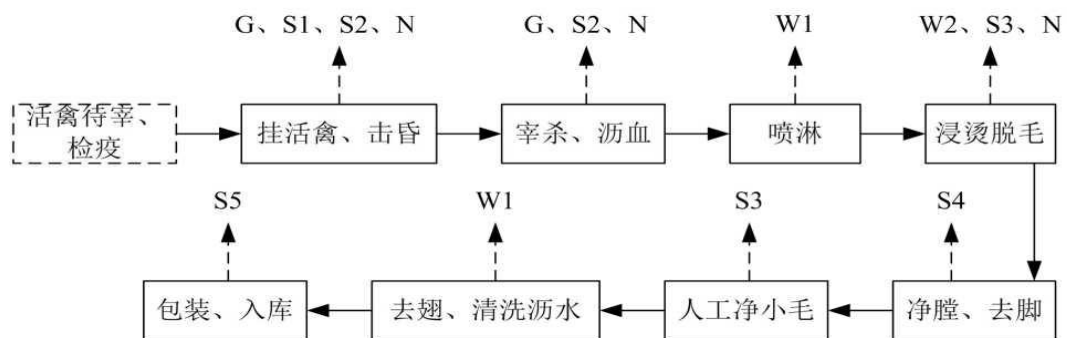 G、S1、S2、N
G、S2、N
W1
W2、S3、N
活禽待宰、
检疫
挂活禽、击昏
宰杀、沥血
喷淋
浸烫脱毛
S5
W1
S3
S4
包装、入库
去翅、清洗沥水
人工净小毛
净膛、去脚